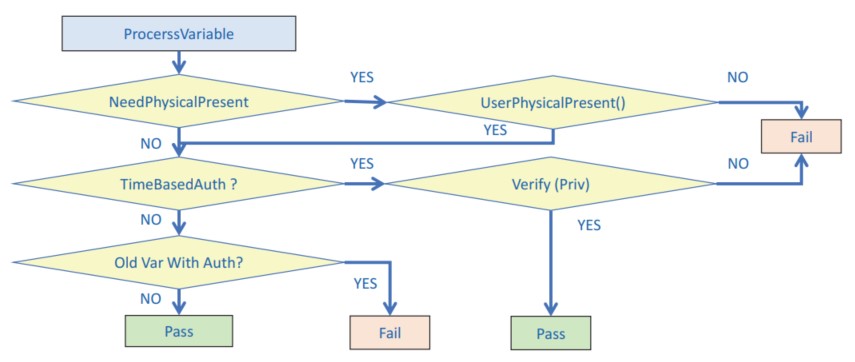 ProcerssVariable
NeedPhysicalPresent
YES
UserPhysicalPresent()
NO
YES
NO
Fail
TimeBasedAuth ?
YES
Verify (Priv)
NO
NO
YES
Old Var With Auth?
YES
NO
Pass
Fail
Pass